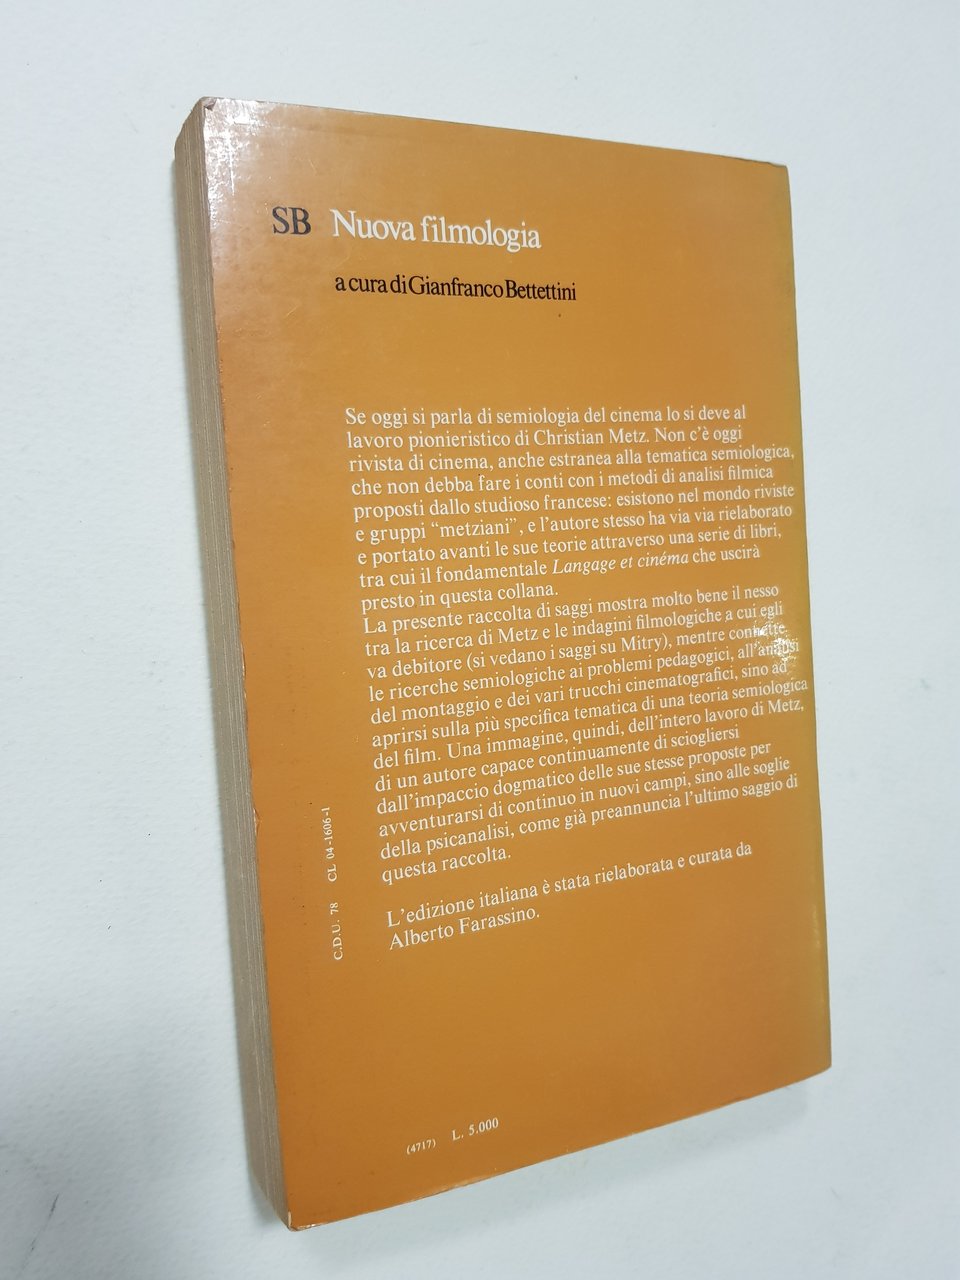 SB Nuova filmologia
a cura di Gianfranco Bettettini
Se oggi si parla di semiologia del cinema lo si deve al
lavoro pionieristico di Christian Metz. Non c'è oggi
rivista di cinema, anche estranea alla tematica semiologica,
che non debba fare i conti con i metodi di analisi filmica
proposti dallo studioso francese: esistono nel mondo riviste
e gruppi "metziani", e l'autore stesso ha via via rielaborato
e portato avanti le sue teorie attraverso una serie di libri,
tra cui il fondamentale Langage et cinéma che uscirà
presto in questa collana.
La presente raccolta di saggi mostra molto bene il nesso
tra la ricerca di Metz e le indagini filmologiche a cui egli
va debitore (si vedano i saggi su Mitry), mentre connette
le ricerche semiologiche ai problemi pedagogici, all'analisi
del montaggio e dei vari trucchi cinematografici, sino ad
aprirsi sulla più specifica tematica di una teoria semiologica
del film. Una immagine, quindi, dell'intero lavoro di Metz,
di un autore capace continuamente di sciogliersi
dall'impaccio dogmatico delle sue stesse proposte per
avventurarsi di continuo in nuovi campi, sino alle soglie
della psicanalisi, come già preannuncia l'ultimo saggio di
questa raccolta.
L'edizione italiana è stata rielaborata e curata da
Alberto Farassino.
C.D.U. 78 CL 04-1606-1
(4717) L. 5.000